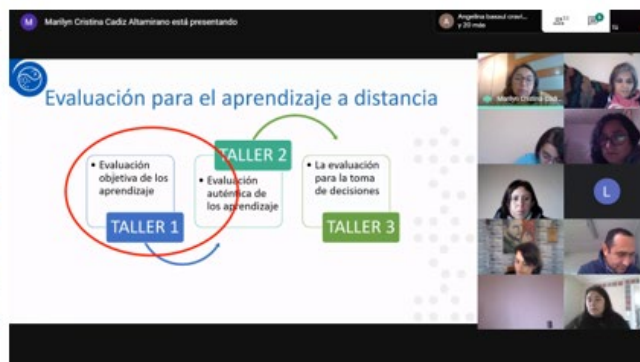 M Marilyn Cristina Cadiz Altamirano está presentando
A Angelina basaul cravi...
y 20 más
Evaluación para el aprendizaje a distancia
• Evaluación
objetiva de los
aprendizaje
TALLER 1
TALLER 2
• Evaluación
auténtica de
los aprendizaje
• La evaluación
para la toma
de decisiones
TALLER 3
Marilyn Cristina Cadi...
L